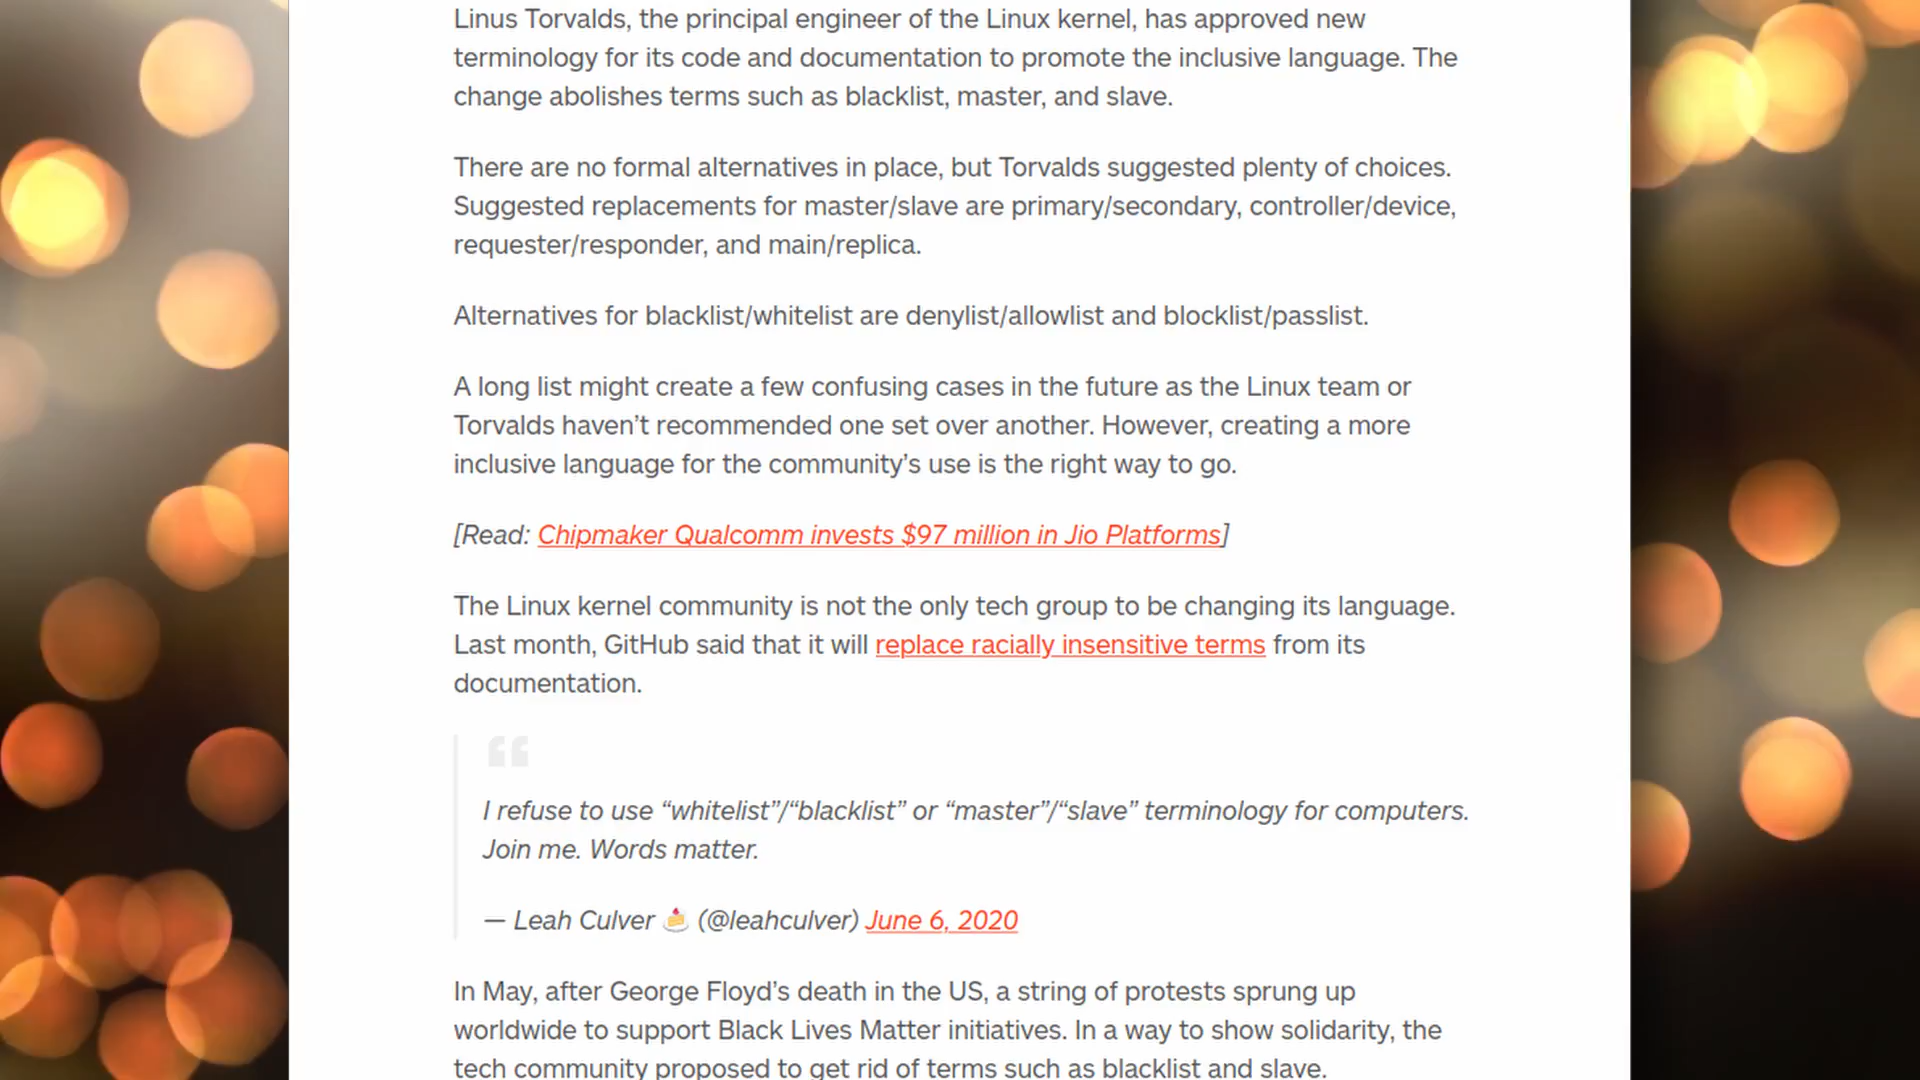 Linus Torvalds, the principal engineer of the Linux kernel, has approved new
terminology for its code and documentation to promote the inclusive language. The
change abolishes terms such as blacklist, master, and slave.
There are no formal alternatives in place, but Torvalds suggested plenty of choices.
Suggested replacements for master/slave are primary/secondary, controller/device,
requester/responder, and main/replica.
Alternatives for blacklist/whitelist are denylist/allowlist and blocklist/passlist.
A long list might create a few confusing cases in the future as the Linux team or
Torvalds haven’t recommended one set over another. However, creating a more
inclusive language for the community’s use is the right way to go.
[Read: Chipmaker Qualcomm invests $97 million in Jio Platforms]
The Linux kernel community is not the only tech group to be changing its language.
Last month, GitHub said that it will replace racially insensitive terms from its
documentation.
“
I refuse to use “whitelist”/“blacklist” or “master”/“slave” terminology for computers.
Join me. Words matter.
— Leah Culver 🍰 (@leahculver) June 6, 2020
In May, after George Floyd’s death in the US, a string of protests sprung up
worldwide to support Black Lives Matter initiatives. In a way to show solidarity, the
tech community proposed to get rid of terms such as blacklist and slave.